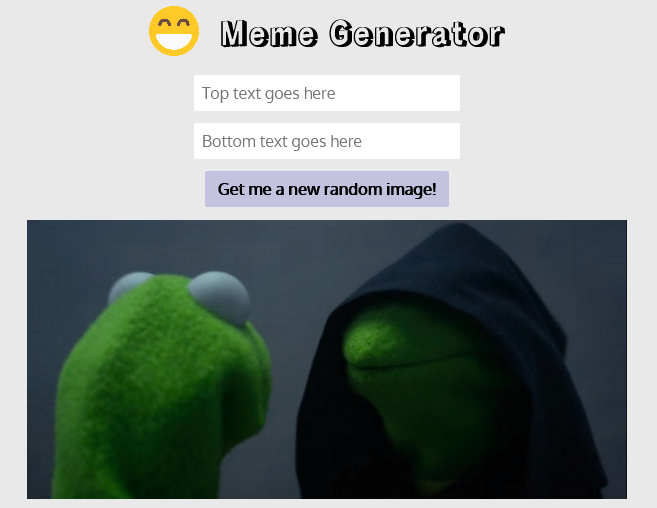 Meme Generator
Top text goes here
Bottom text goes here
Get me a new random image!